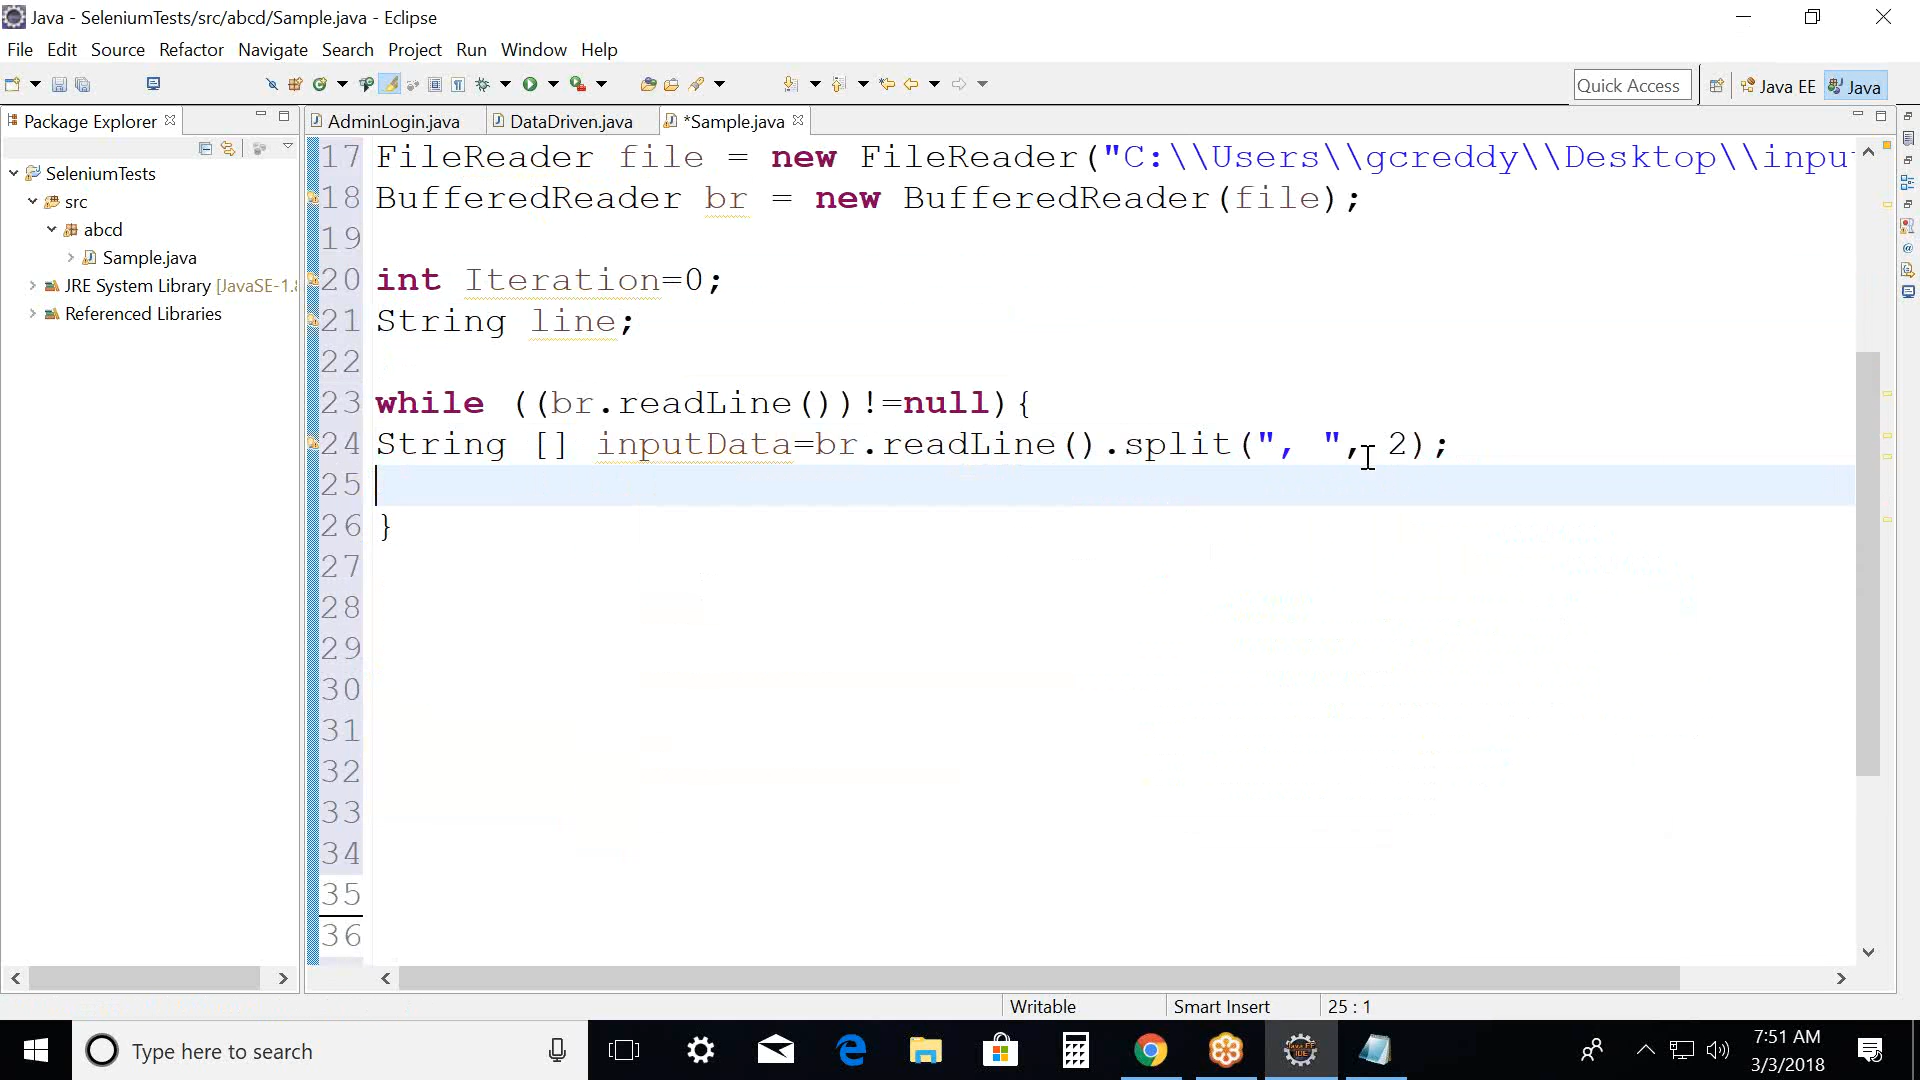 Java - SeleniumTests/src/abcd/Sample.java - Eclipse
File Edit Source Refactor Navigate Search Project Run Window Help
Quick Access Java EE Java
Package Explorer AdminLogin.java DataDriven.java *Sample.java
SeleniumTests
src
abcd
Sample.java
JRE System Library [JavaSE-1.8
Referenced Libraries
17 FileReader file = new FileReader("C:\\Users\\gcreddy\\Desktop\\input
18 BufferedReader br = new BufferedReader(file);
19
20 int Iteration=0;
21 String line;
22
23 while ((br.readLine())!=null){
24 String [] inputData=br.readLine().split(", ", 2);
25
26 }
27
28
29
30
31
32
33
34
35
36
Writable Smart Insert 25 : 1
Type here to search
7:51 AM
3/3/2018